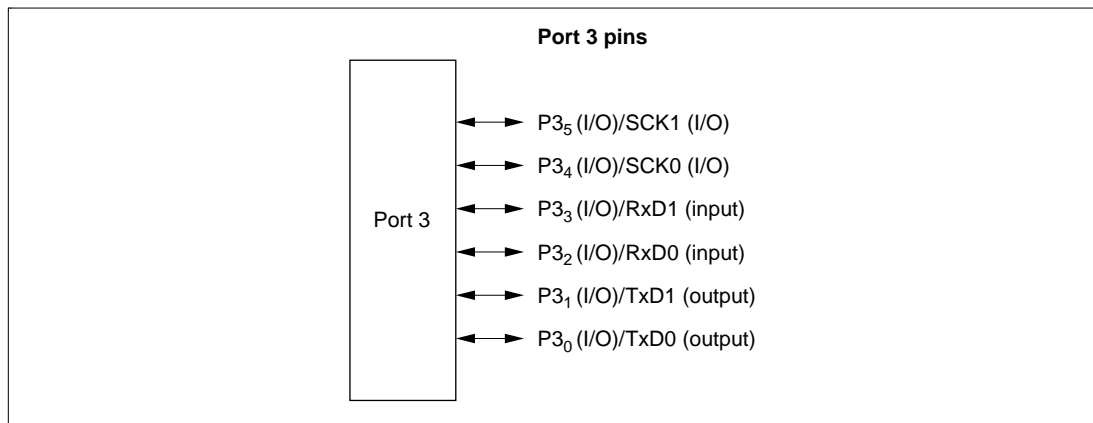 Port 3 pins
P3₅ (I/O)/SCK1 (I/O)
P3₄ (I/O)/SCK0 (I/O)
P3₃ (I/O)/RxD1 (input)
Port 3
P3₂ (I/O)/RxD0 (input)
P3₁ (I/O)/TxD1 (output)
P3₀ (I/O)/TxD0 (output)